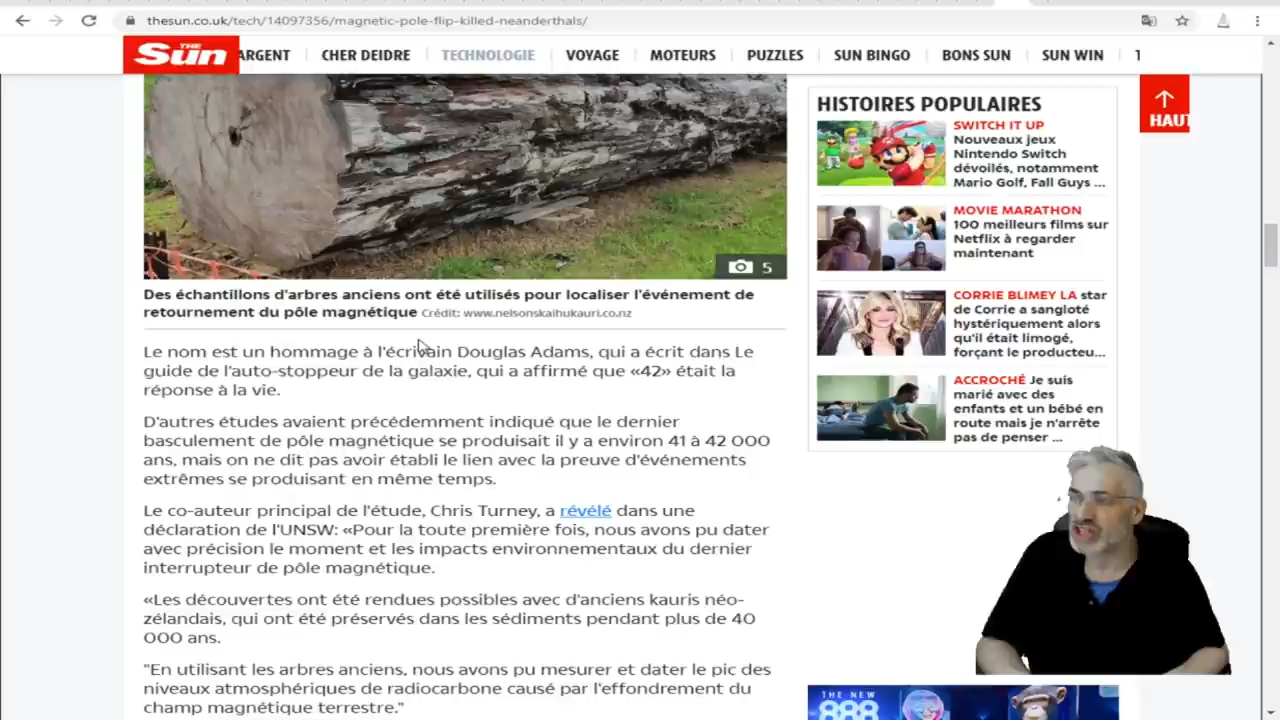 thesun.co.uk/tech/14097356/magnetic-pole-flip-killed-neanderthals/
THE Sun
ARGENT CHER DEIDRE TECHNOLOGIE VOYAGE MOTEURS PUZZLES SUN BINGO BONS SUN SUN WIN
HAUT
5
Des échantillons d'arbres anciens ont été utilisés pour localiser l'événement de
retournement du pôle magnétique Crédit: www.nelsonskaihukauri.co.nz
Le nom est un hommage à l'écrivain Douglas Adams, qui a écrit dans Le
guide de l'auto-stoppeur de la galaxie, qui a affirmé que «42» était la
réponse à la vie.
D'autres études avaient précédemment indiqué que le dernier
basculement de pôle magnétique se produisait il y a environ 41 à 42 000
ans, mais on ne dit pas avoir établi le lien avec la preuve d'événements
extrêmes se produisant en même temps.
Le co-auteur principal de l'étude, Chris Turney, a révélé dans une
déclaration de l'UNSW: «Pour la toute première fois, nous avons pu dater
avec précision le moment et les impacts environnementaux du dernier
interrupteur de pôle magnétique.
«Les découvertes ont été rendues possibles avec d'anciens kauris néo-
zélandais, qui ont été préservés dans les sédiments pendant plus de 40
000 ans.
"En utilisant les arbres anciens, nous avons pu mesurer et dater le pic des
niveaux atmosphériques de radiocarbone causé par l'effondrement du
champ magnétique terrestre."
HISTOIRES POPULAIRES
SWITCH IT UP
Nouveaux jeux
Nintendo Switch
dévoilés, notamment
Mario Golf, Fall Guys ...
MOVIE MARATHON
100 meilleurs films sur
Netflix à regarder
maintenant
CORRIE BLIMEY LA star
de Corrie a sangloté
hystériquement alors
qu'il était limogé,
forçant le producteu...
ACCROCHÉ Je suis
marié avec des
enfants et un bébé en
route mais je n'arrête
pas de penser ...
THE NEW
888